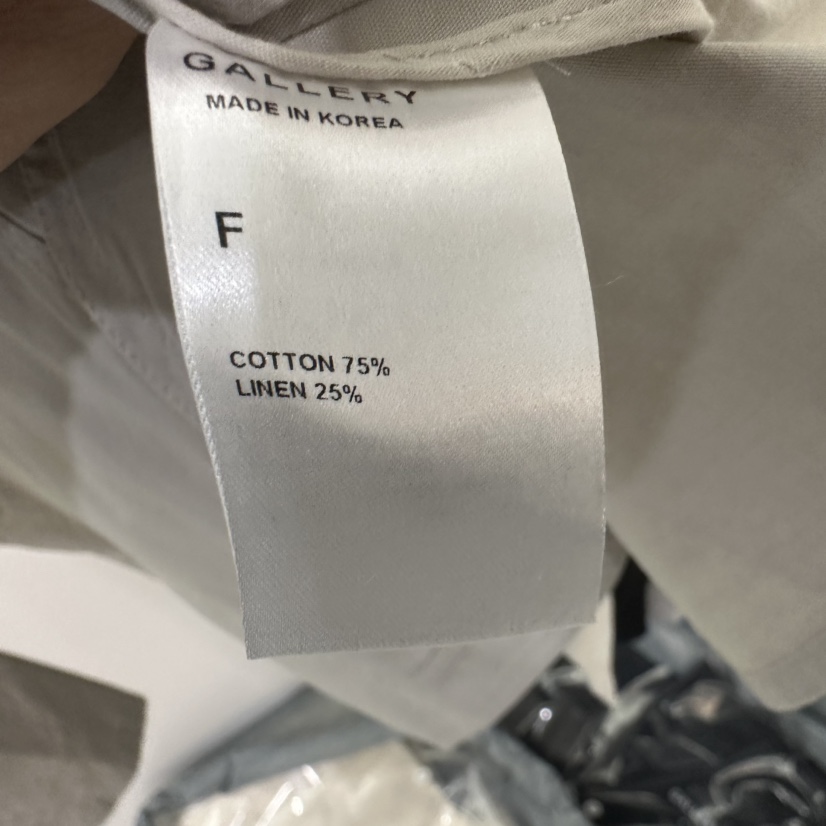 GALLERY
MADE IN KOREA
F
COTTON 75%
LINEN 25%